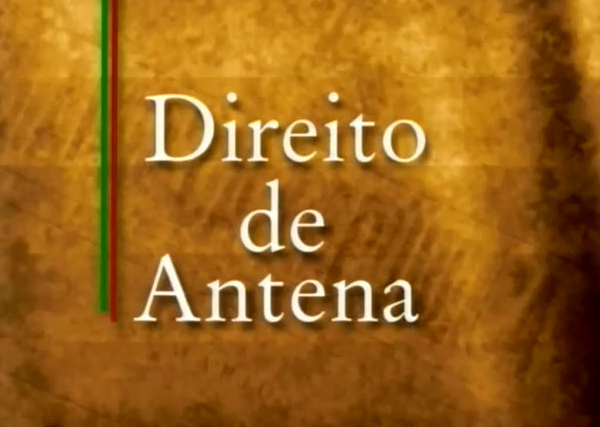 Direito
de
Antena